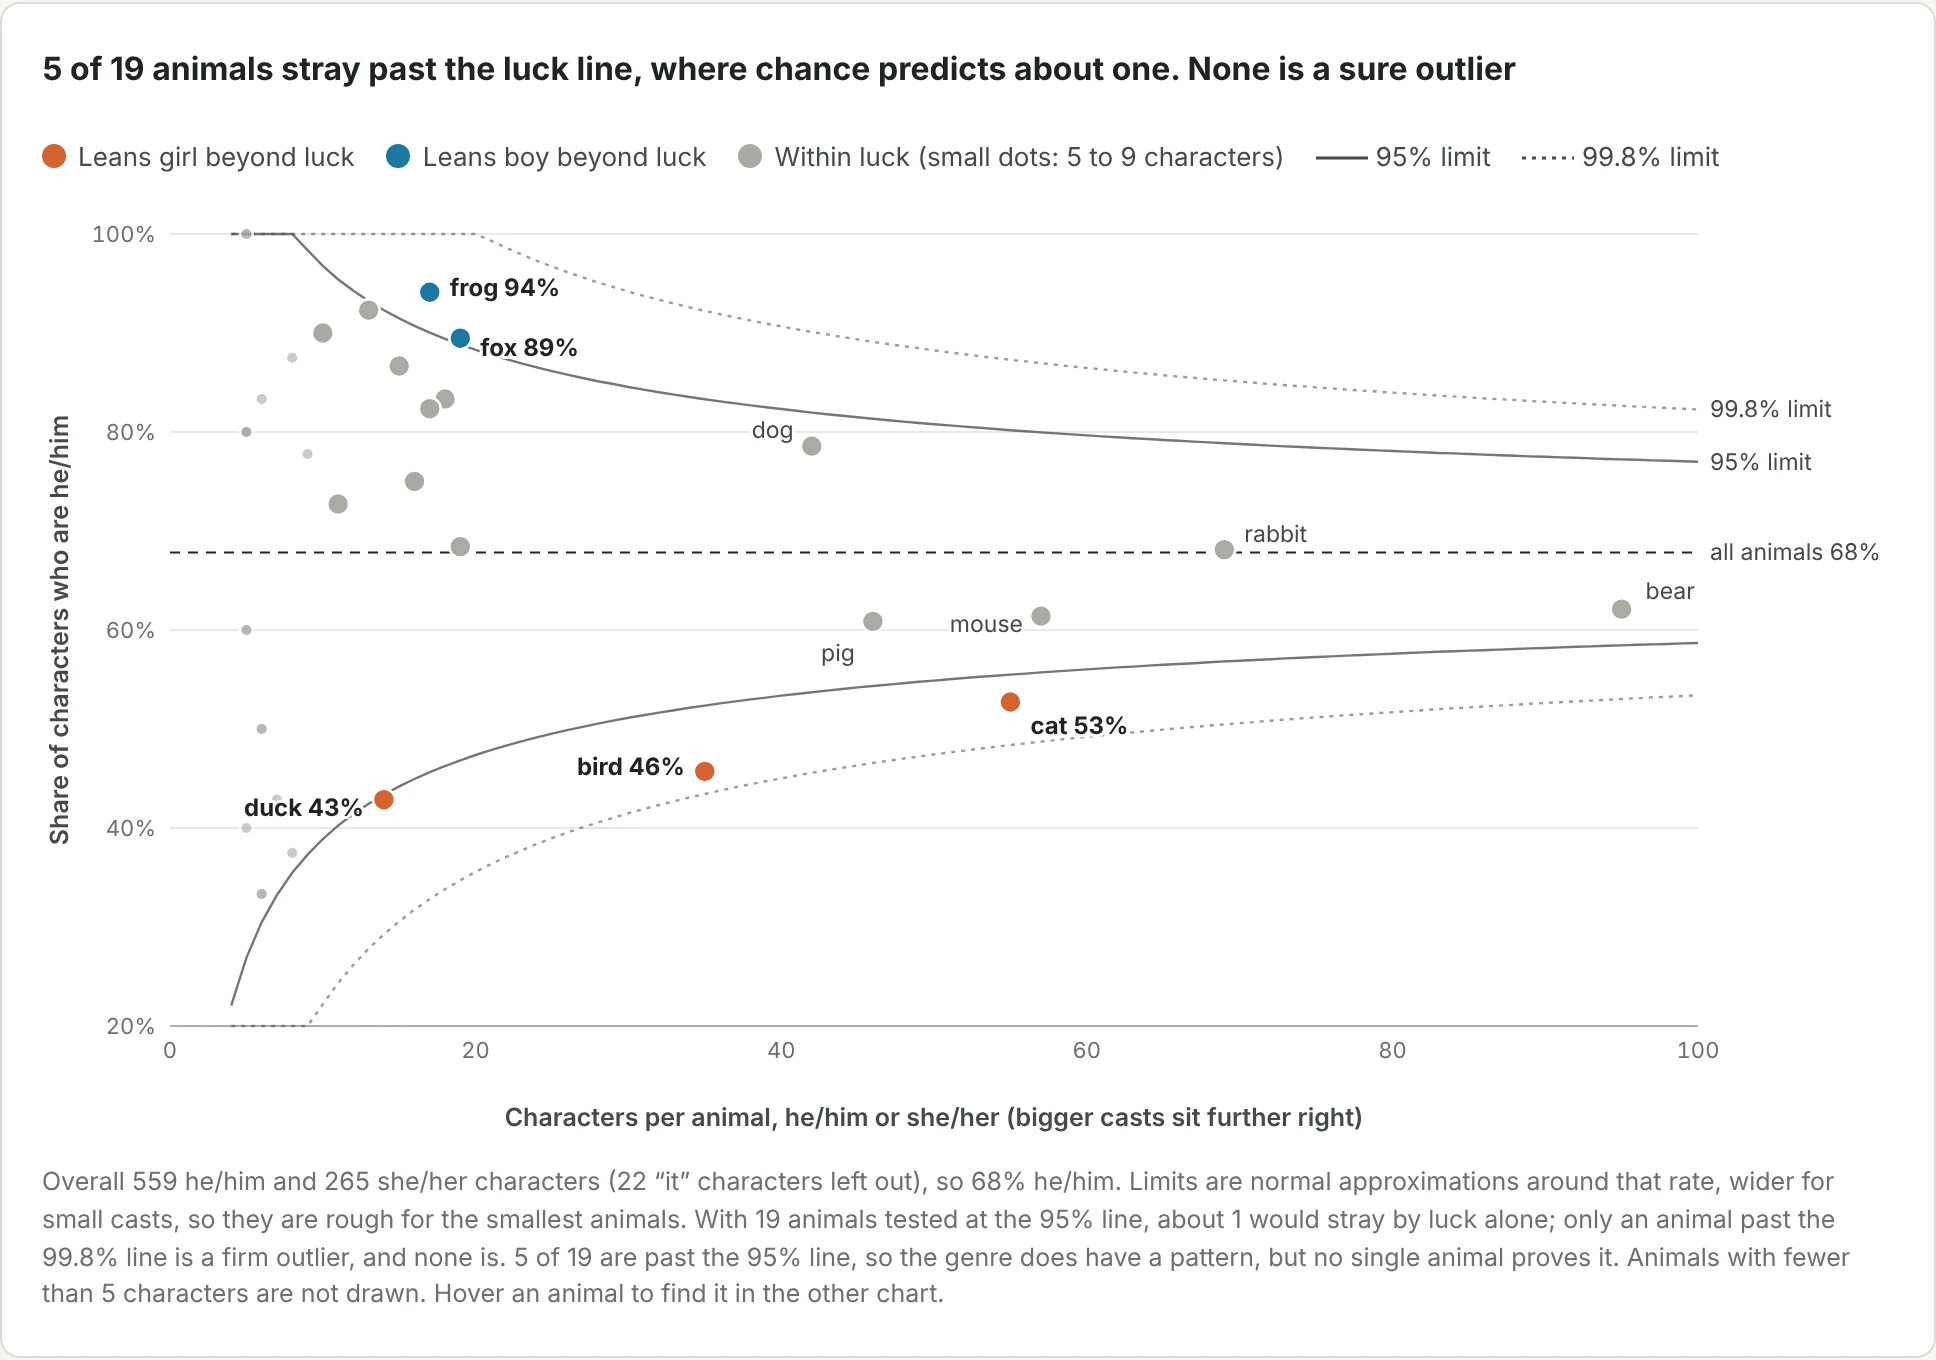 5 of 19 animals stray past the luck line, where chance predicts about one. None is a sure outlier
Leans girl beyond luck
Leans boy beyond luck
Within luck (small dots: 5 to 9 characters)
95% limit
99.8% limit
Share of characters who are he/him
100%
80%
60%
40%
20%
frog 94%
fox 89%
dog
99.8% limit
95% limit
rabbit
all animals 68%
bear
mouse
pig
cat 53%
bird 46%
duck 43%
0
20
40
60
80
100
Characters per animal, he/him or she/her (bigger casts sit further right)
Overall 559 he/him and 265 she/her characters (22 “it” characters left out), so 68% he/him. Limits are normal approximations around that rate, wider for
small casts, so they are rough for the smallest animals. With 19 animals tested at the 95% line, about 1 would stray by luck alone; only an animal past the
99.8% line is a firm outlier, and none is. 5 of 19 are past the 95% line, so the genre does have a pattern, but no single animal proves it. Animals with fewer
than 5 characters are not drawn. Hover an animal to find it in the other chart.